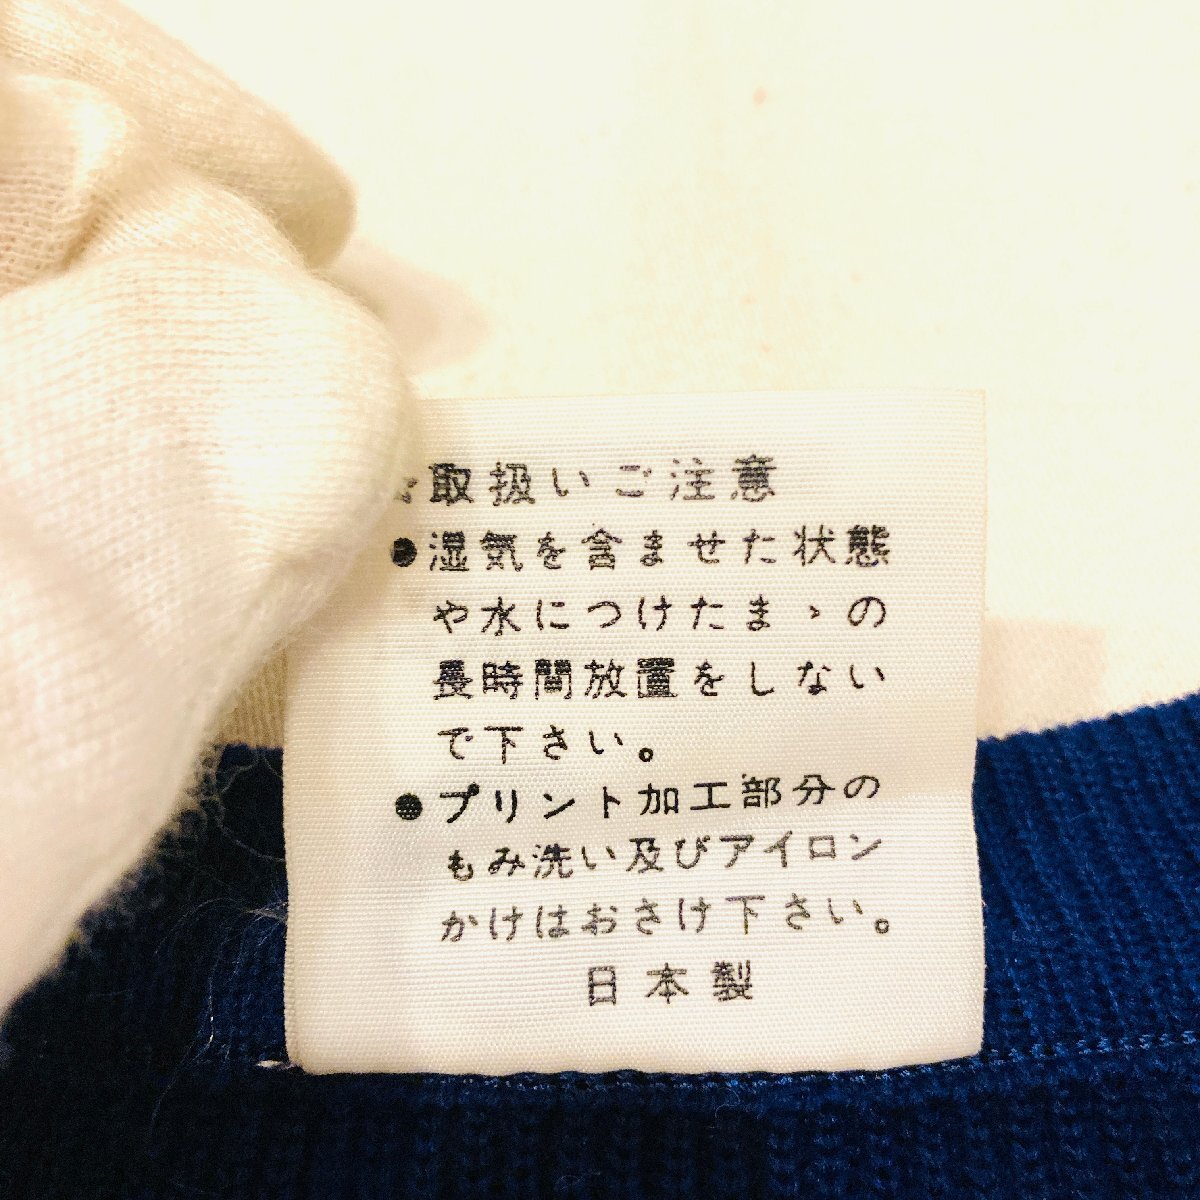 ☆取扱いご注意
●湿気を含ませた状態
や水につけたまゝの
長時間放置をしない
で下さい。
●プリント加工部分の
もみ洗い及びアイロン
かけはおさけ下さい。
日本製